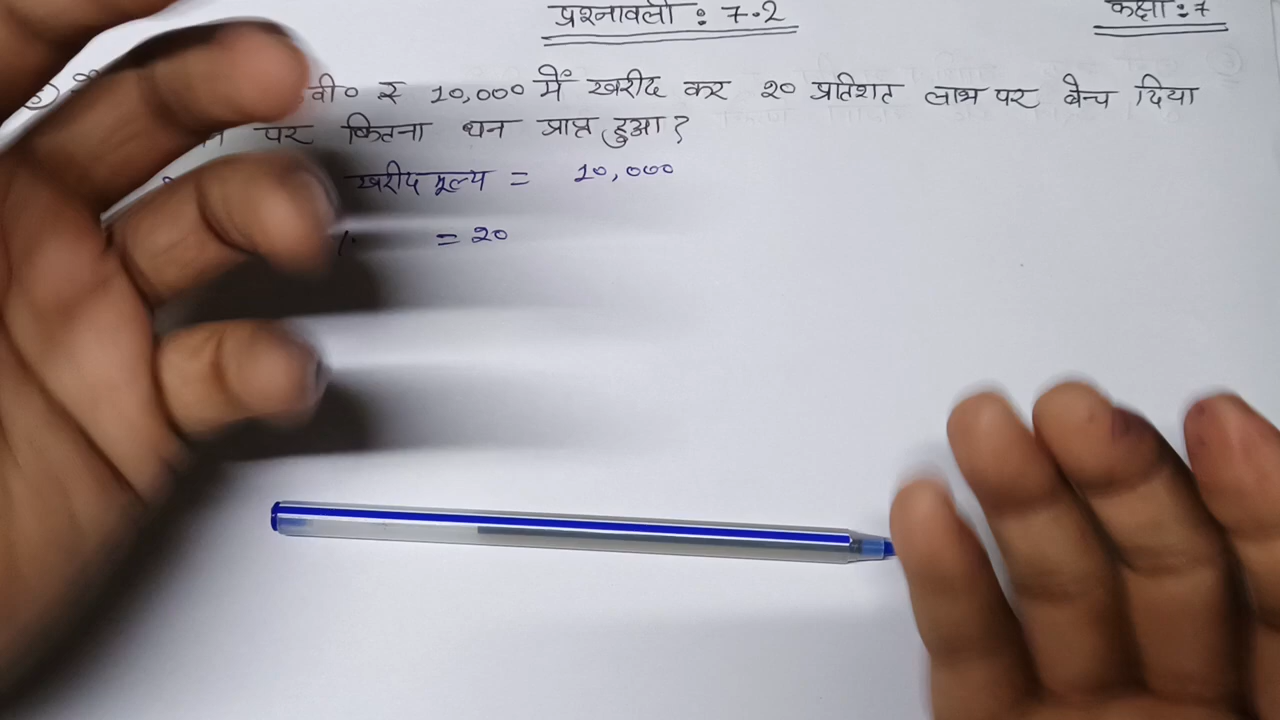 प्रश्नावली : 7.2
कक्षा : 7
वी० ₹ 10,000 में खरीद कर 20 प्रतिशत लाभ पर बेच दिया
पर कितना धन प्राप्त हुआ?
खरीद मूल्य = 10,000
= 20